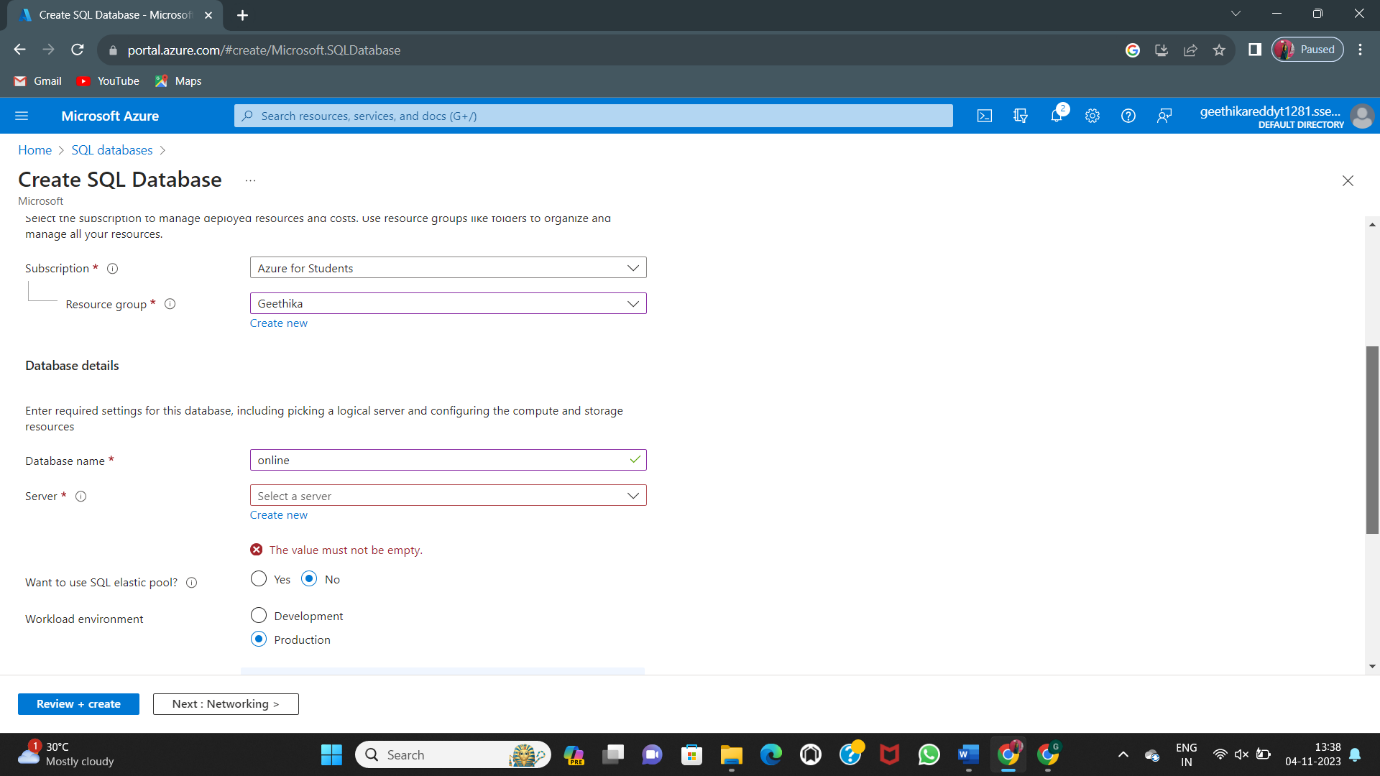 Create SQL Database - Microsof
portal.azure.com/#create/Microsoft.SQLDatabase
Paused
Gmail
YouTube
Maps
Microsoft Azure
Search resources, services, and docs (G+/)
2
geethikareddyt1281.sse...
DEFAULT DIRECTORY
Home > SQL databases >
Create SQL Database ...
Microsoft
Select the subscription to manage deployed resources and costs. Use resource groups like folders to organize and
manage all your resources.
Subscription *
Azure for Students
Resource group *
Geethika
Create new
Database details
Enter required settings for this database, including picking a logical server and configuring the compute and storage
resources
Database name *
online
Server *
Select a server
Create new
The value must not be empty.
Want to use SQL elastic pool?
Yes
No
Workload environment
Development
Production
Review + create
Next : Networking >
1
30°C
Mostly cloudy
Search
PRE
G
ENG
IN
13:38
04-11-2023